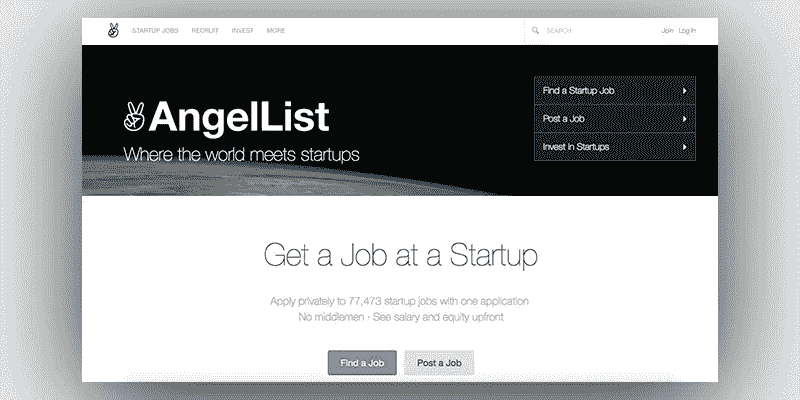 STARTUP JOBS RECRUIT INVEST MORE SEARCH Join Log In
AngelList
Where the world meets startups
Find a Startup Job
Post a Job
Invest in Startups
Get a Job at a Startup
Apply privately to 77,473 startup jobs with one application
No middlemen · See salary and equity upfront
Find a Job Post a Job